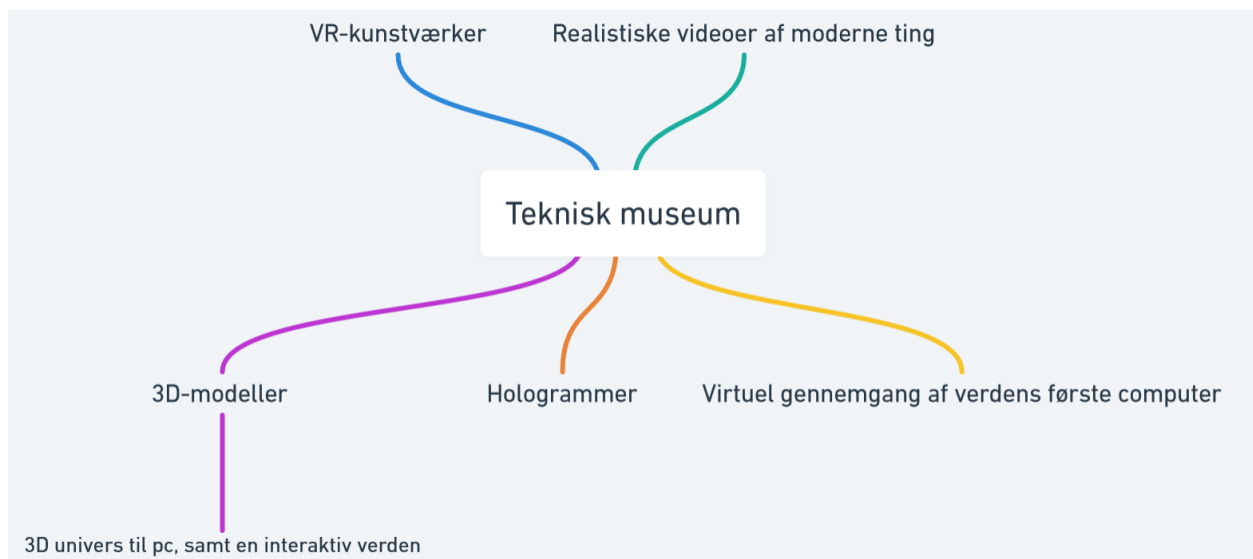 VR-kunstværker
Realistiske videoer af moderne ting
Teknisk museum
3D-modeller
Hologrammer
Virtuel gennemgang af verdens første computer
3D univers til pc, samt en interaktiv verden